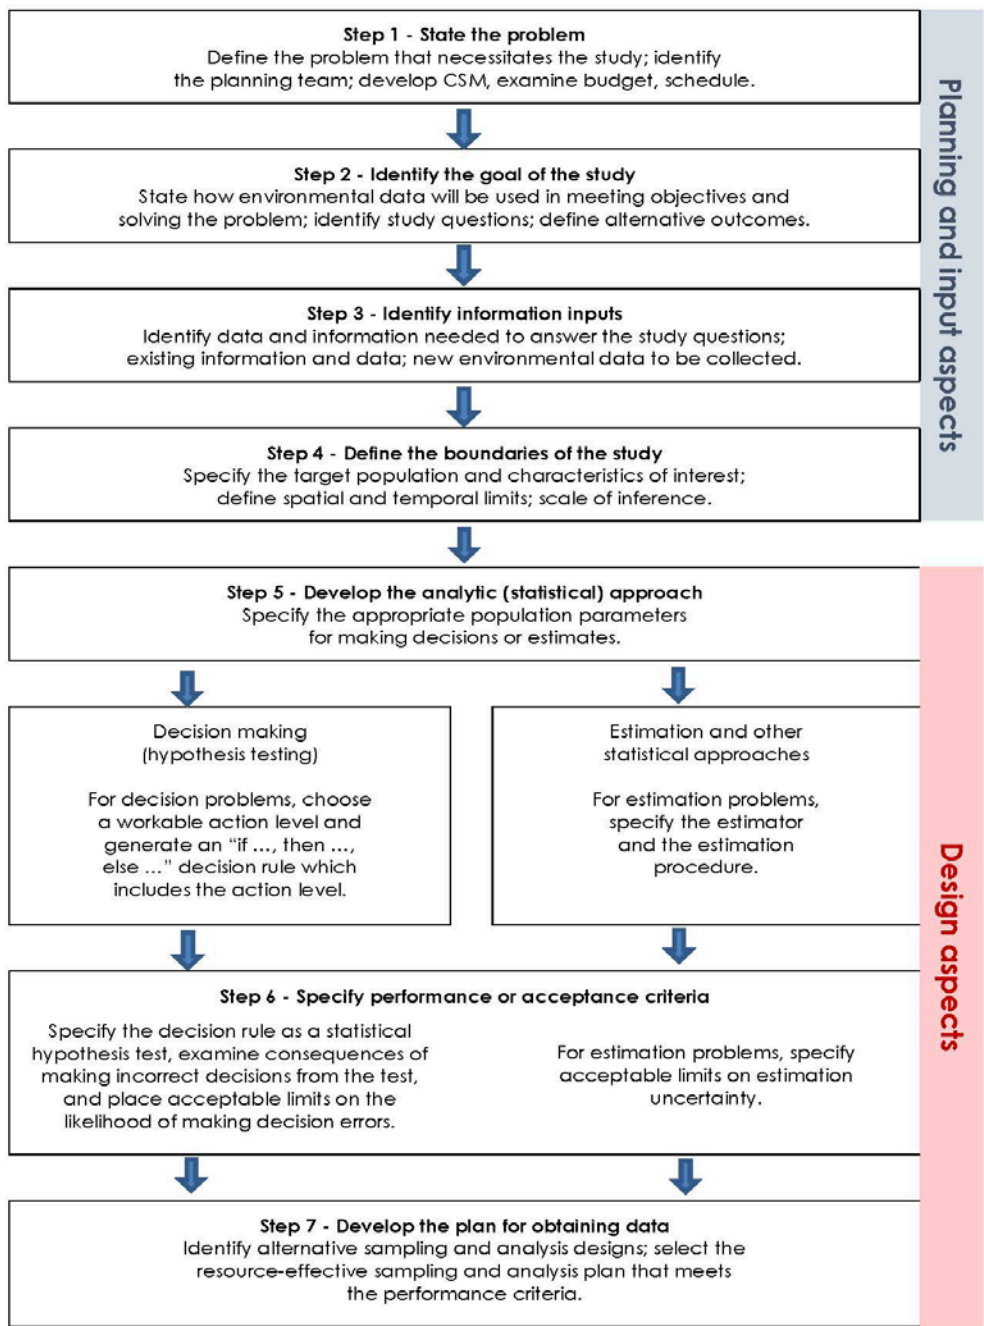 Step 1 - State the problem
Define the problem that necessitates the study; identify
the planning team; develop CSM, examine budget, schedule.
Step 2 - Identify the goal of the study
State how environmental data will be used in meeting objectives and
solving the problem; identify study questions; define alternative outcomes.
Step 3 - Identify information inputs
Identify data and information needed to answer the study questions;
existing information and data; new environmental data to be collected.
Step 4 - Define the boundaries of the study
Specify the target population and characteristics of interest;
define spatial and temporal limits; scale of inference.
Planning and input aspects
Step 5 - Develop the analytic (statistical) approach
Specify the appropriate population parameters
for making decisions or estimates.
Decision making
(hypothesis testing)
For decision problems, choose
a workable action level and
generate an "if ..., then ...,
else ..." decision rule which
includes the action level.
Estimation and other
statistical approaches
For estimation problems,
specify the estimator
and the estimation
procedure.
Step 6 - Specify performance or acceptance criteria
Specify the decision rule as a statistical
hypothesis test, examine consequences of
making incorrect decisions from the test,
and place acceptable limits on the
likelihood of making decision errors.
For estimation problems, specify
acceptable limits on estimation
uncertainty.
Step 7 - Develop the plan for obtaining data
Identify alternative sampling and analysis designs; select the
resource-effective sampling and analysis plan that meets
the performance criteria.
Design aspects